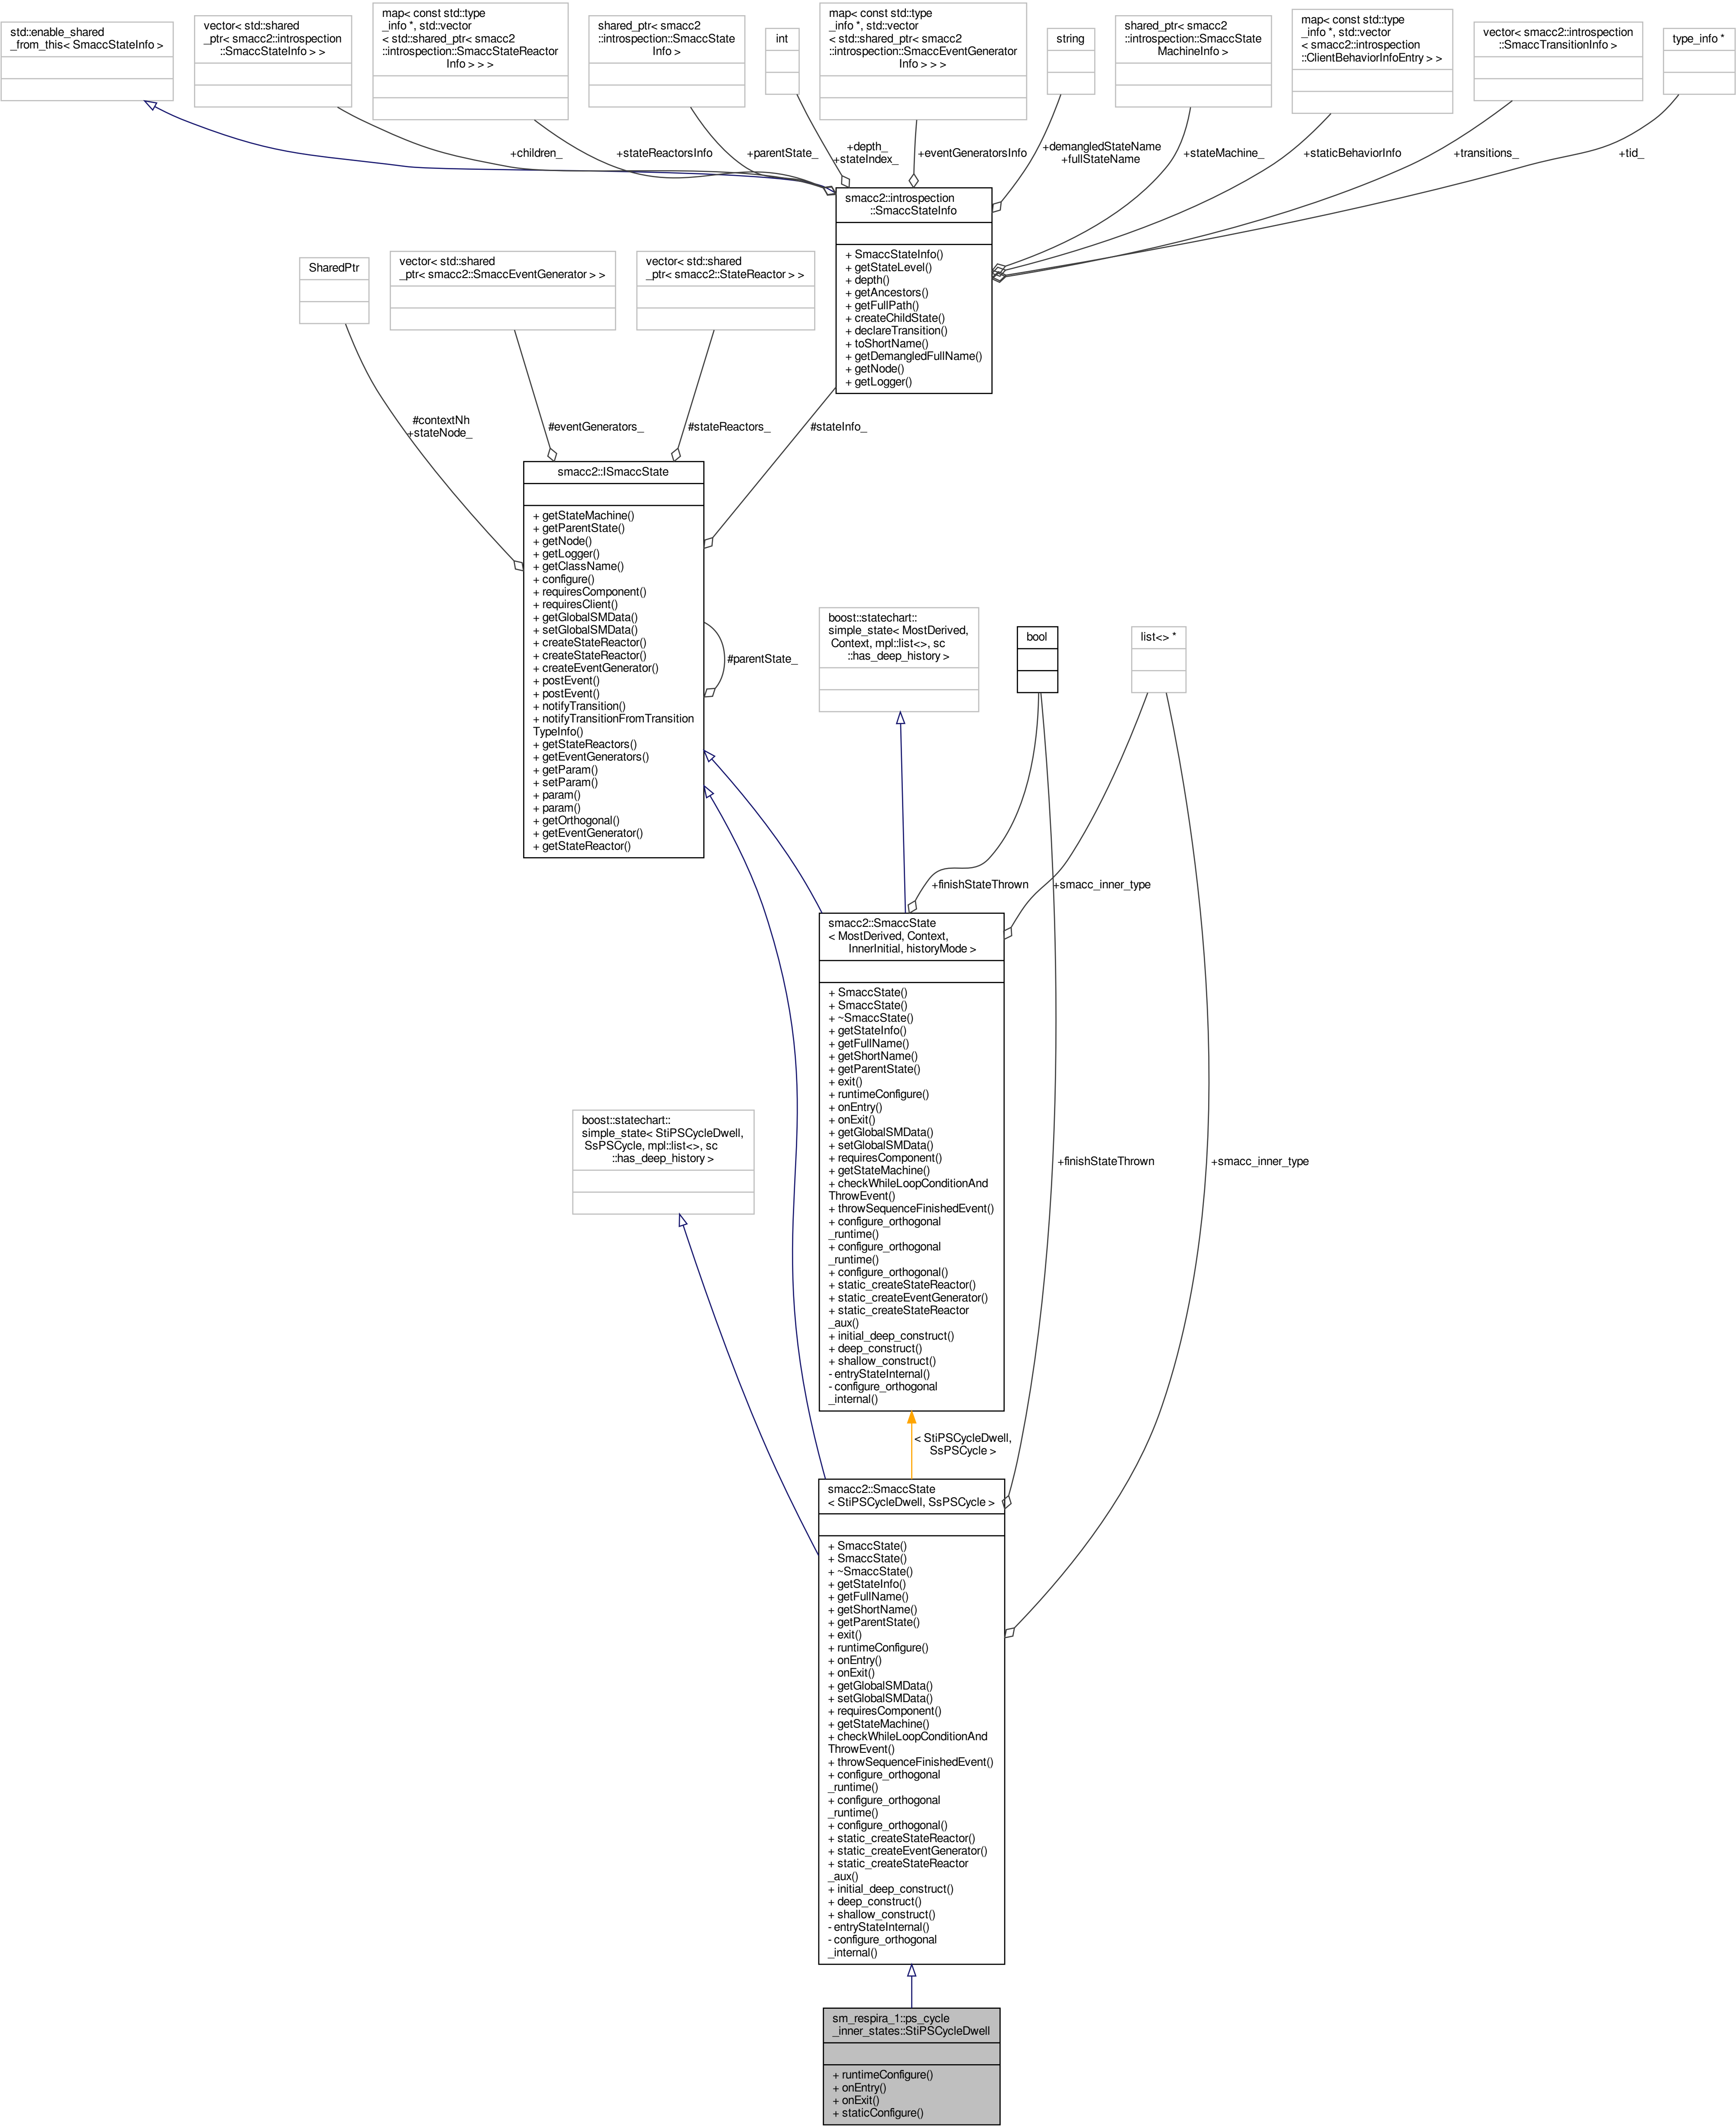 std::enable_shared
_from_this< SmaccStateInfo >
vector< std::shared
_ptr< smacc2::introspection
::SmaccStateInfo > >
map< const std::type
_info *, std::vector
< std::shared_ptr< smacc2
::introspection::SmaccStateReactor
Info > > >
shared_ptr< smacc2
::introspection::SmaccState
Info >
int
map< const std::type
_info *, std::vector
< std::shared_ptr< smacc2
::introspection::SmaccEventGenerator
Info > > >
string
shared_ptr< smacc2
::introspection::SmaccState
MachineInfo >
map< const std::type
_info *, std::vector
< smacc2::introspection
::ClientBehaviorInfoEntry > >
vector< smacc2::introspection
::SmaccTransitionInfo >
type_info *
+children_
+stateReactorsInfo
+parentState_
+depth_
+stateIndex_
+eventGeneratorsInfo
+demangledStateName
+fullStateName
+stateMachine_
+staticBehaviorInfo
+transitions_
+tid_
smacc2::introspection
::SmaccStateInfo
+ SmaccStateInfo()
+ getStateLevel()
+ depth()
+ getAncestors()
+ getFullPath()
+ createChildState()
+ declareTransition()
+ toShortName()
+ getDemangledFullName()
+ getNode()
+ getLogger()
SharedPtr
vector< std::shared
_ptr< smacc2::SmaccEventGenerator > >
vector< std::shared
_ptr< smacc2::StateReactor > >
#contextNh
+stateNode_
#eventGenerators_
#stateReactors_
#stateInfo_
smacc2::ISmaccState
+ getStateMachine()
+ getParentState()
+ getNode()
+ getLogger()
+ getClassName()
+ configure()
+ requiresComponent()
+ requiresClient()
+ getGlobalSMData()
+ setGlobalSMData()
+ createStateReactor()
+ createStateReactor()
+ createEventGenerator()
+ postEvent()
+ postEvent()
+ notifyTransition()
+ notifyTransitionFromTransition
TypeInfo()
+ getStateReactors()
+ getEventGenerators()
+ getParam()
+ setParam()
+ param()
+ param()
+ getOrthogonal()
+ getEventGenerator()
+ getStateReactor()
#parentState_
boost::statechart::
simple_state< MostDerived,
Context, mpl::list<>, sc
::has_deep_history >
bool
list<> *
+finishStateThrown
+smacc_inner_type
smacc2::SmaccState
< MostDerived, Context,
InnerInitial, historyMode >
+ SmaccState()
+ SmaccState()
+ ~SmaccState()
+ getStateInfo()
+ getFullName()
+ getShortName()
+ getParentState()
+ exit()
+ runtimeConfigure()
+ onEntry()
+ onExit()
+ getGlobalSMData()
+ setGlobalSMData()
+ requiresComponent()
+ getStateMachine()
+ checkWhileLoopConditionAnd
ThrowEvent()
+ throwSequenceFinishedEvent()
+ configure_orthogonal
_runtime()
+ configure_orthogonal
_runtime()
+ configure_orthogonal()
+ static_createStateReactor()
+ static_createEventGenerator()
+ static_createStateReactor
_aux()
+ initial_deep_construct()
+ deep_construct()
+ shallow_construct()
- entryStateInternal()
- configure_orthogonal
_internal()
boost::statechart::
simple_state< StiPSCycleDwell,
SsPSCycle, mpl::list<>, sc
::has_deep_history >
+finishStateThrown
+smacc_inner_type
< StiPSCycleDwell,
SsPSCycle >
smacc2::SmaccState
< StiPSCycleDwell, SsPSCycle >
+ SmaccState()
+ SmaccState()
+ ~SmaccState()
+ getStateInfo()
+ getFullName()
+ getShortName()
+ getParentState()
+ exit()
+ runtimeConfigure()
+ onEntry()
+ onExit()
+ getGlobalSMData()
+ setGlobalSMData()
+ requiresComponent()
+ getStateMachine()
+ checkWhileLoopConditionAnd
ThrowEvent()
+ throwSequenceFinishedEvent()
+ configure_orthogonal
_runtime()
+ configure_orthogonal
_runtime()
+ configure_orthogonal()
+ static_createStateReactor()
+ static_createEventGenerator()
+ static_createStateReactor
_aux()
+ initial_deep_construct()
+ deep_construct()
+ shallow_construct()
- entryStateInternal()
- configure_orthogonal
_internal()
sm_respira_1::ps_cycle
_inner_states::StiPSCycleDwell
+ runtimeConfigure()
+ onEntry()
+ onExit()
+ staticConfigure()